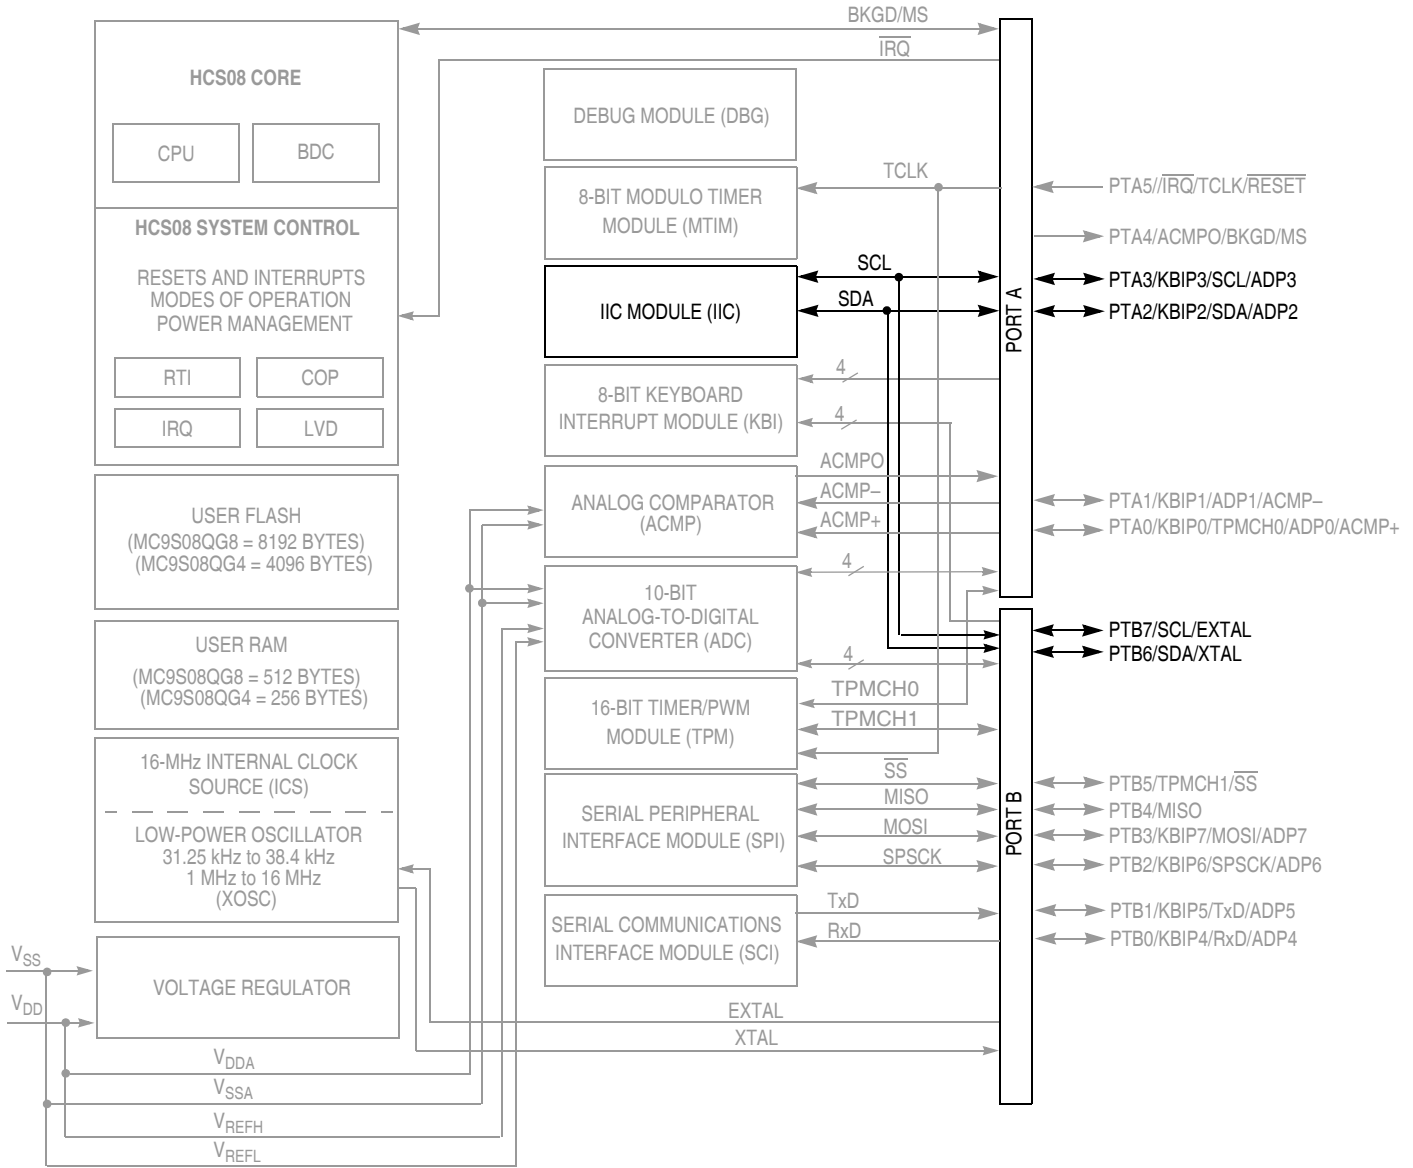 BKGD/MS
IRQ
HCS08 CORE
CPU
BDC
HCS08 SYSTEM CONTROL
RESETS AND INTERRUPTS
MODES OF OPERATION
POWER MANAGEMENT
RTI
COP
IRQ
LVD
USER FLASH
(MC9S08QG8 = 8192 BYTES)
(MC9S08QG4 = 4096 BYTES)
USER RAM
(MC9S08QG8 = 512 BYTES)
(MC9S08QG4 = 256 BYTES)
16-MHz INTERNAL CLOCK
SOURCE (ICS)
LOW-POWER OSCILLATOR
31.25 kHz to 38.4 kHz
1 MHz to 16 MHz
(XOSC)
VSS
VDD
VOLTAGE REGULATOR
VDDA
VSSA
VREFH
VREFL
DEBUG MODULE (DBG)
8-BIT MODULO TIMER
MODULE (MTIM)
TCLK
IIC MODULE (IIC)
SCL
SDA
8-BIT KEYBOARD
INTERRUPT MODULE (KBI)
4
4
ANALOG COMPARATOR
(ACMP)
ACMPO
ACMP–
ACMP+
10-BIT
ANALOG-TO-DIGITAL
CONVERTER (ADC)
4
4
16-BIT TIMER/PWM
MODULE (TPM)
TPMCH0
TPMCH1
SERIAL PERIPHERAL
INTERFACE MODULE (SPI)
SS
MISO
MOSI
SPSCK
SERIAL COMMUNICATIONS
INTERFACE MODULE (SCI)
TxD
RxD
EXTAL
XTAL
PORT A
PORT B
PTA5//IRQ/TCLK/RESET
PTA4/ACMPO/BKGD/MS
PTA3/KBIP3/SCL/ADP3
PTA2/KBIP2/SDA/ADP2
PTA1/KBIP1/ADP1/ACMP–
PTA0/KBIP0/TPMCH0/ADP0/ACMP+
PTB7/SCL/EXTAL
PTB6/SDA/XTAL
PTB5/TPMCH1/SS
PTB4/MISO
PTB3/KBIP7/MOSI/ADP7
PTB2/KBIP6/SPSCK/ADP6
PTB1/KBIP5/TxD/ADP5
PTB0/KBIP4/RxD/ADP4